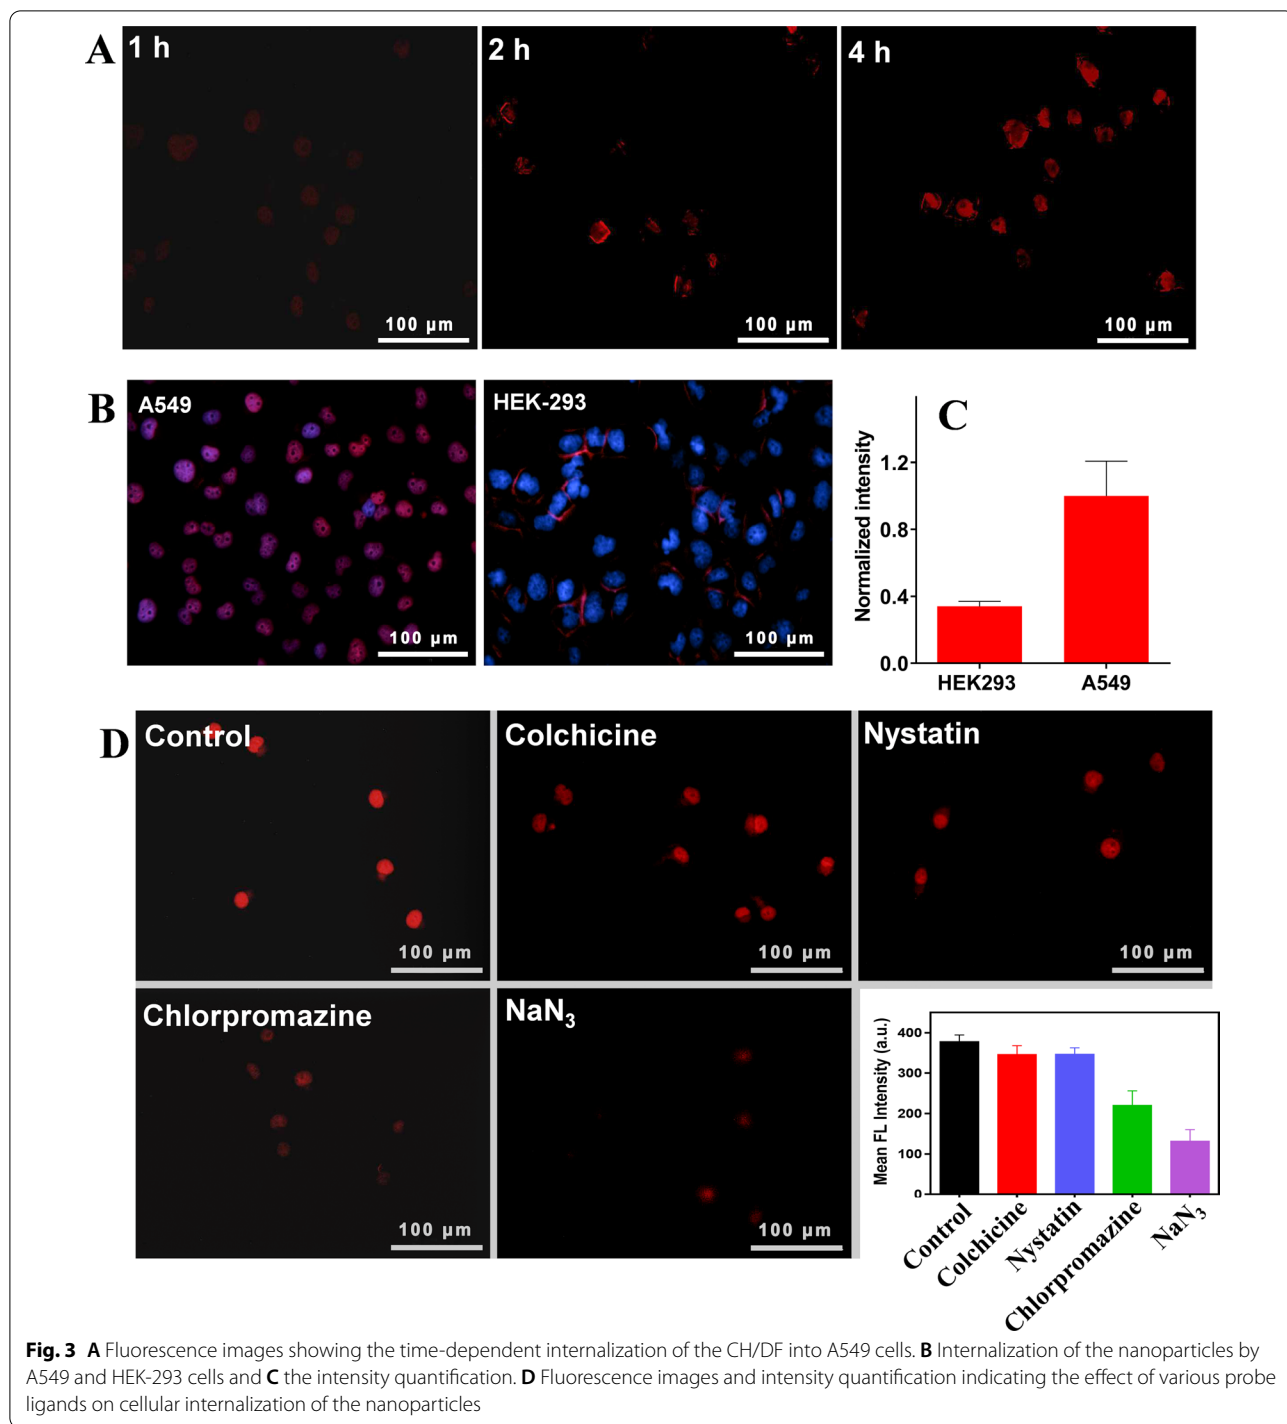 A
1 h
2 h
4 h
100 µm
100 µm
100 µm
B
A549
HEK-293
100 µm
100 µm
C
Normalized intensity
1.2
0.8
0.4
0.0
HEK293
A549
D
Control
Colchicine
Nystatin
100 µm
100 µm
100 µm
Chlorpromazine
NaN₃
100 µm
100 µm
Mean FL Intensity (a.u.)
400
300
200
100
0
Control
Colchicine
Nystatin
Chlorpromazine
NaN₃
Fig. 3 A Fluorescence images showing the time-dependent internalization of the CH/DF into A549 cells. B Internalization of the nanoparticles by
A549 and HEK-293 cells and C the intensity quantification. D Fluorescence images and intensity quantification indicating the effect of various probe
ligands on cellular internalization of the nanoparticles